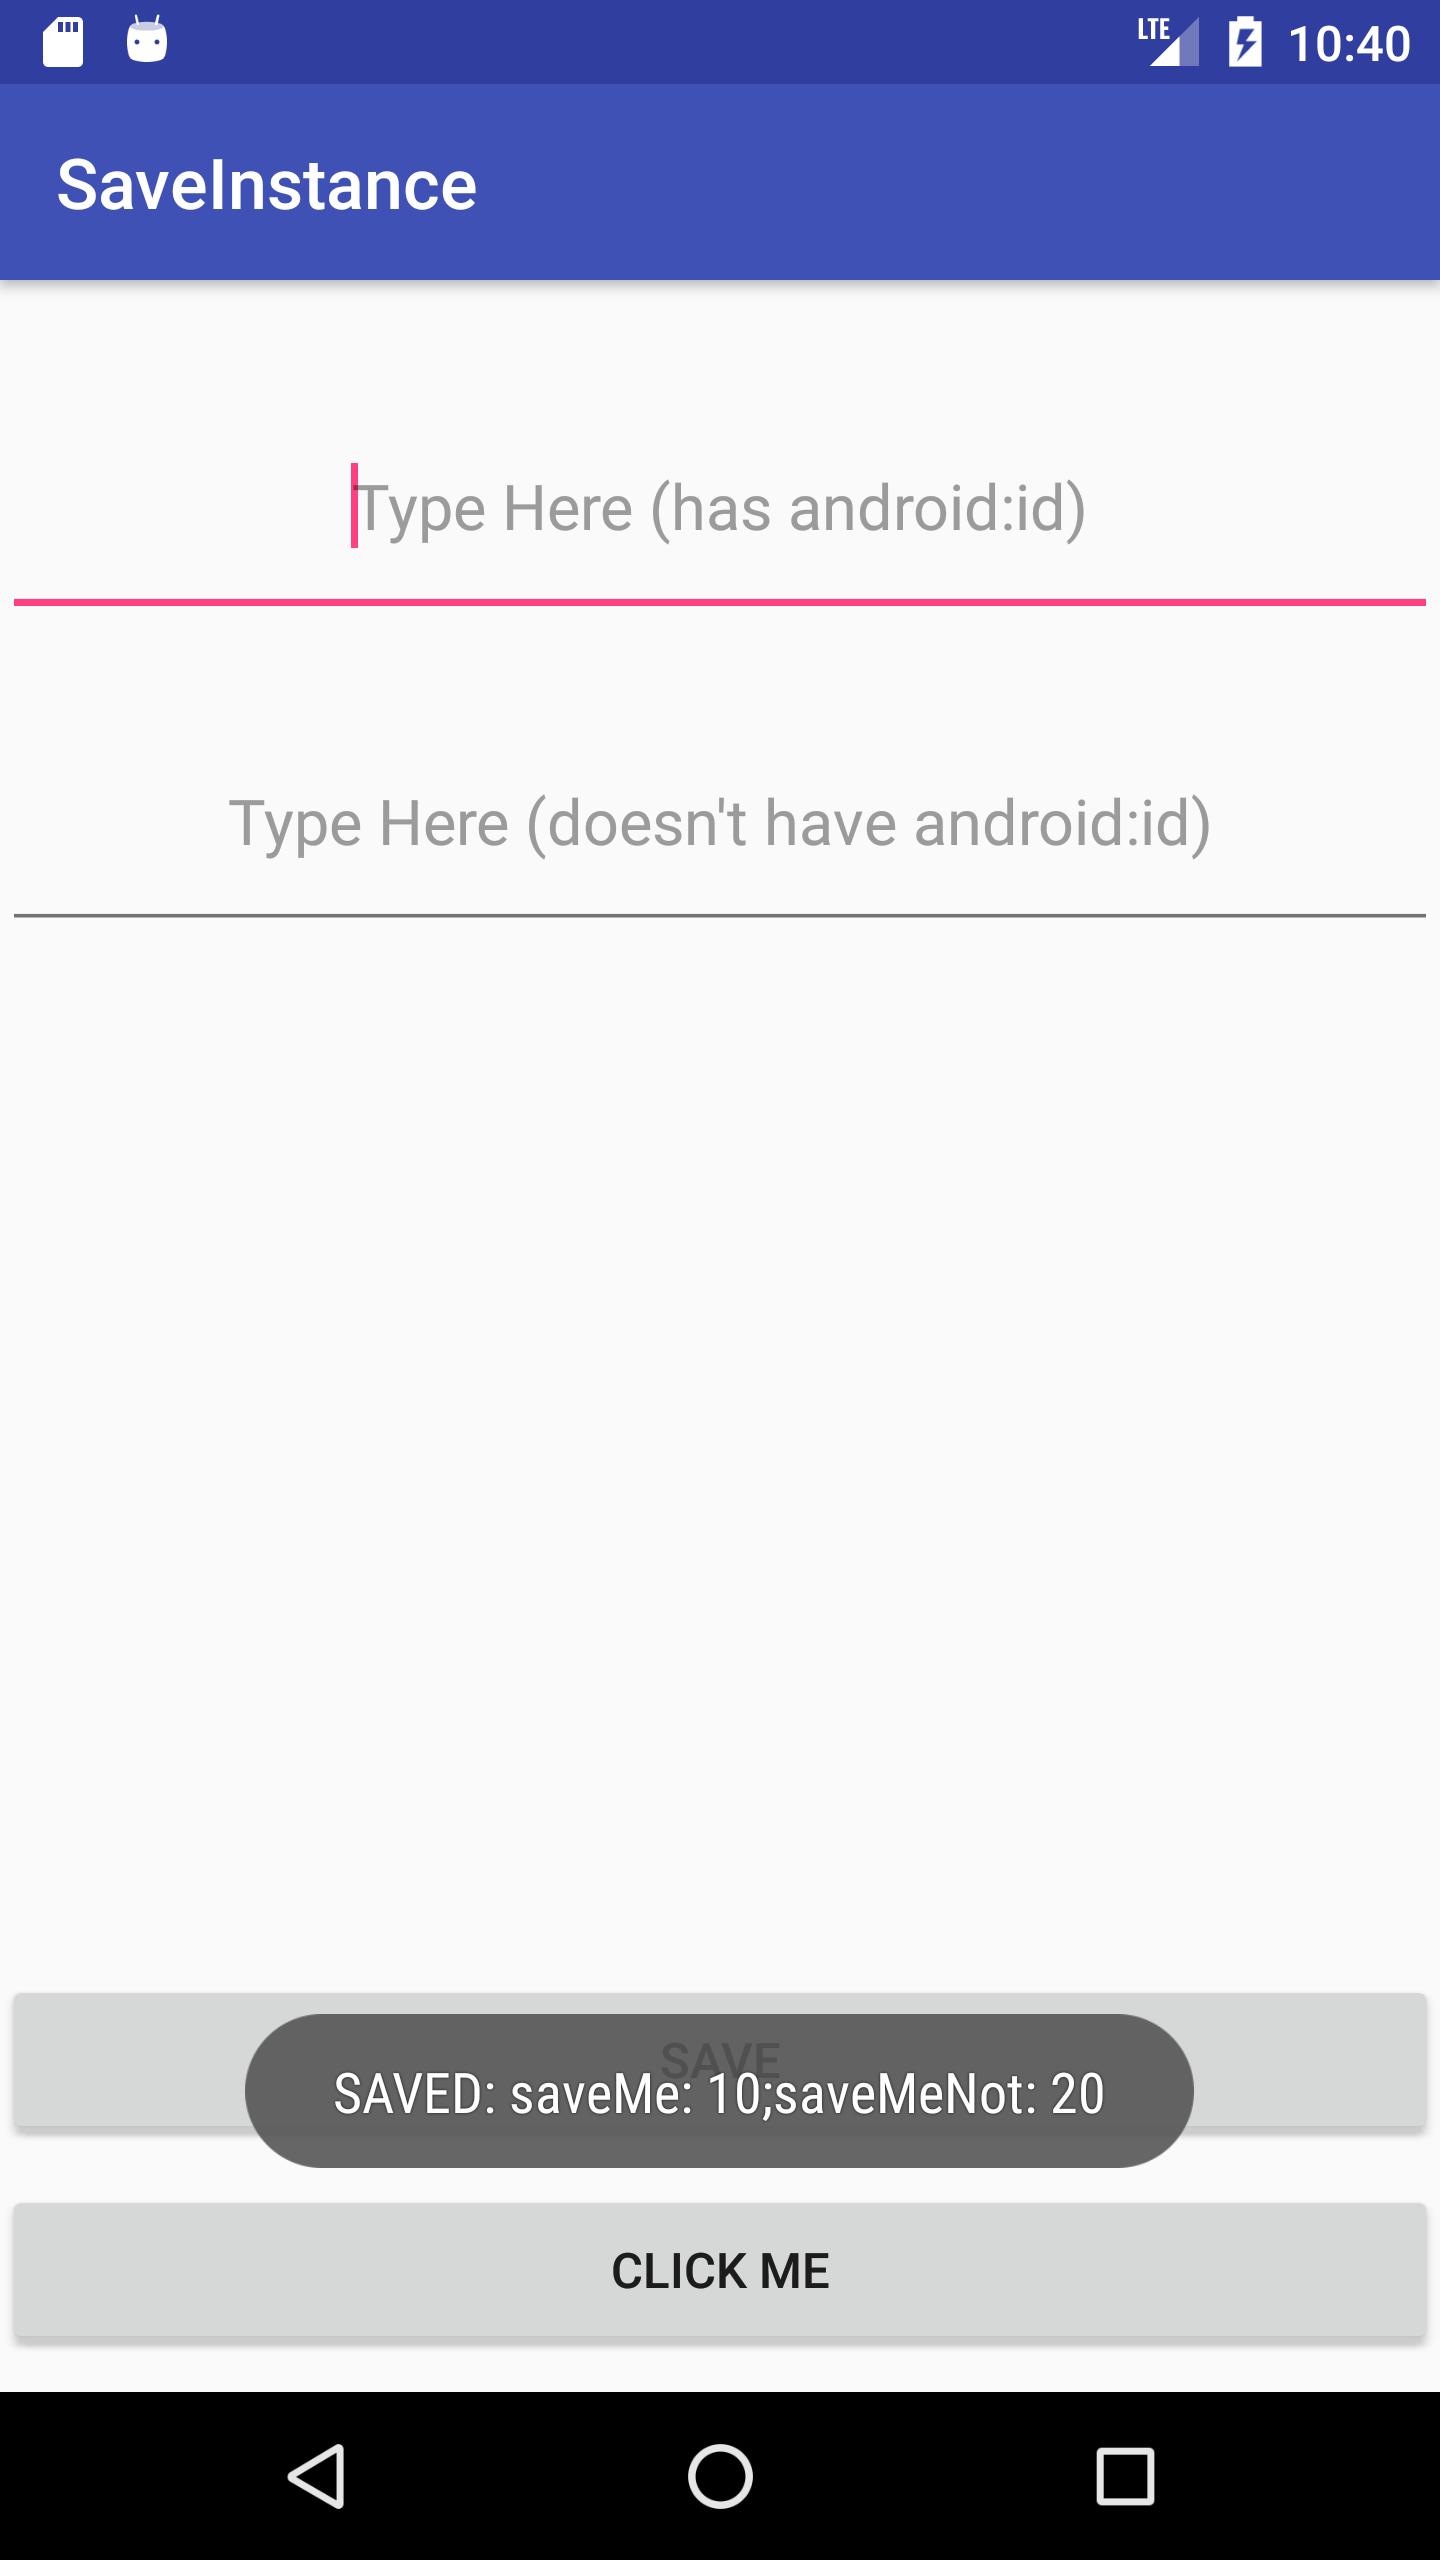 LTE 10:40
SaveInstance
Type Here (has android:id)
Type Here (doesn't have android:id)
SAVE
SAVED: saveMe: 10;saveMeNot: 20
CLICK ME